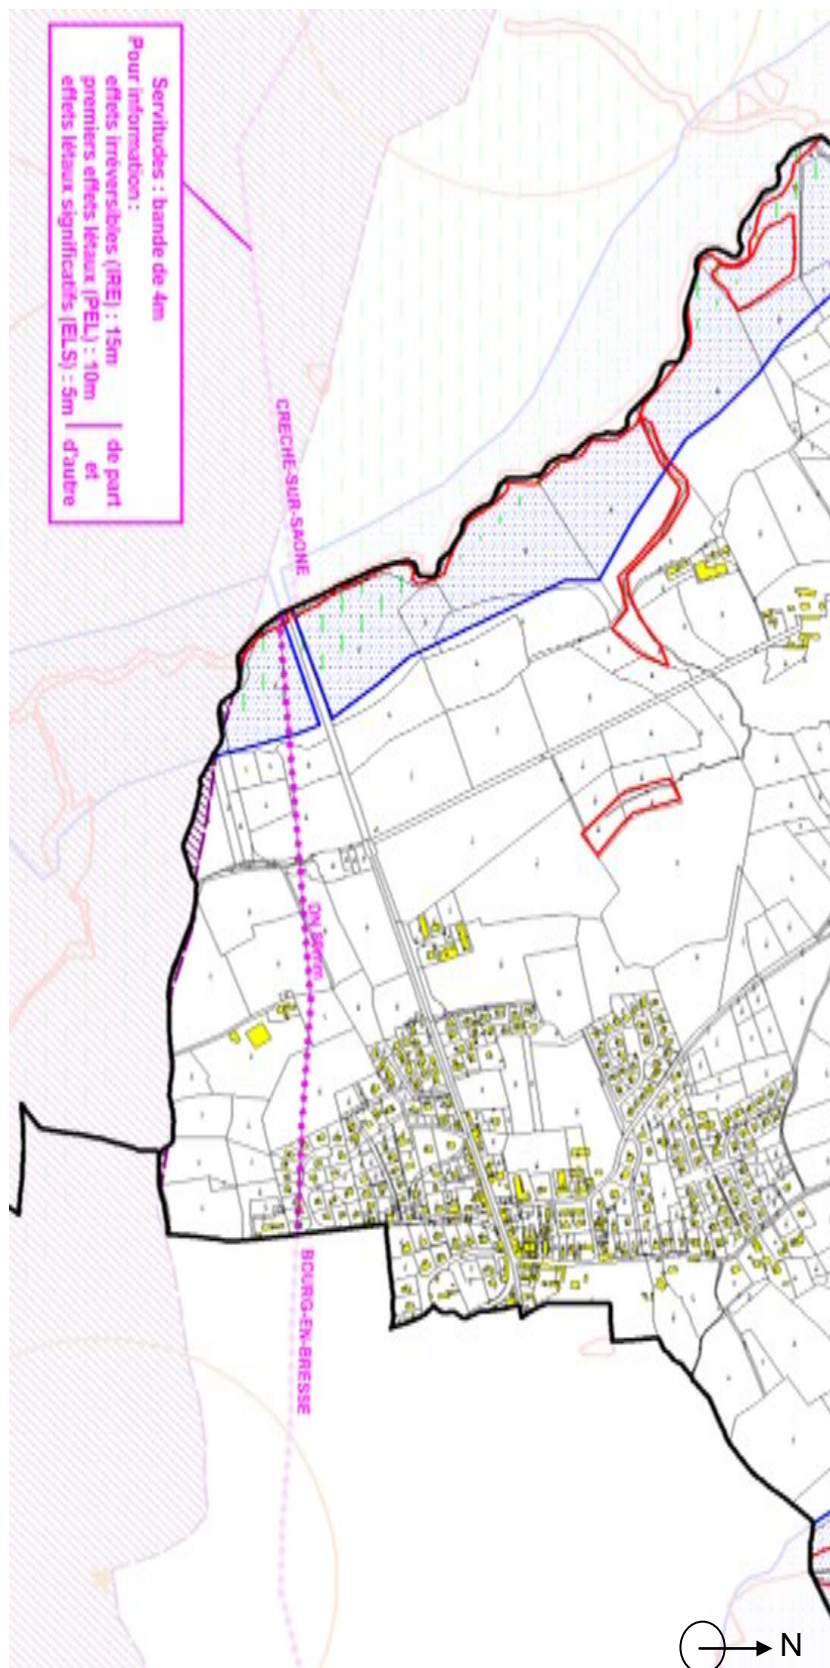 Servitudes : bande de 4m
Pour information :
effets irréversibles (IRE) : 15m
premiers effets létaux (PEL) : 10m
effets létaux significatifs (ELS) : 5m
de part
et
d'autre
CRECHE-SUR-SAONE
DN 80mm
BOURG-EN-BRESSE
N